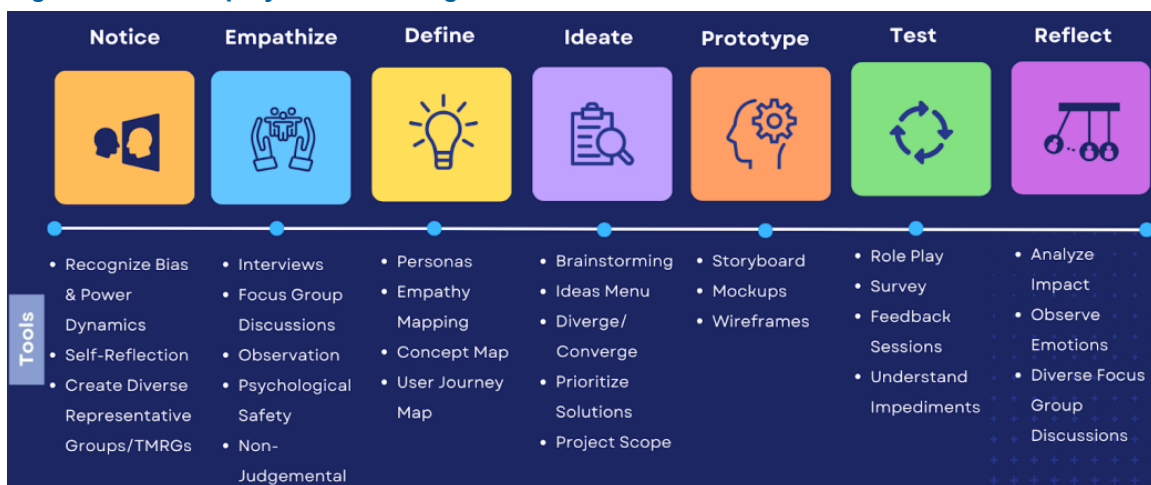 Notice
Empathize
Define
Ideate
Prototype
Test
Reflect
Tools
• Recognize Bias
& Power
Dynamics
• Self-Reflection
• Create Diverse
Representative
Groups/TMRGs
• Interviews
• Focus Group
Discussions
• Observation
• Psychological
Safety
• Non-
Judgemental
• Personas
• Empathy
Mapping
• Concept Map
• User Journey
Map
• Brainstorming
• Ideas Menu
• Diverge/
Converge
• Prioritize
Solutions
• Project Scope
• Storyboard
• Mockups
• Wireframes
• Role Play
• Survey
• Feedback
Sessions
• Understand
Impediments
• Analyze
Impact
• Observe
Emotions
• Diverse Focus
Group
Discussions